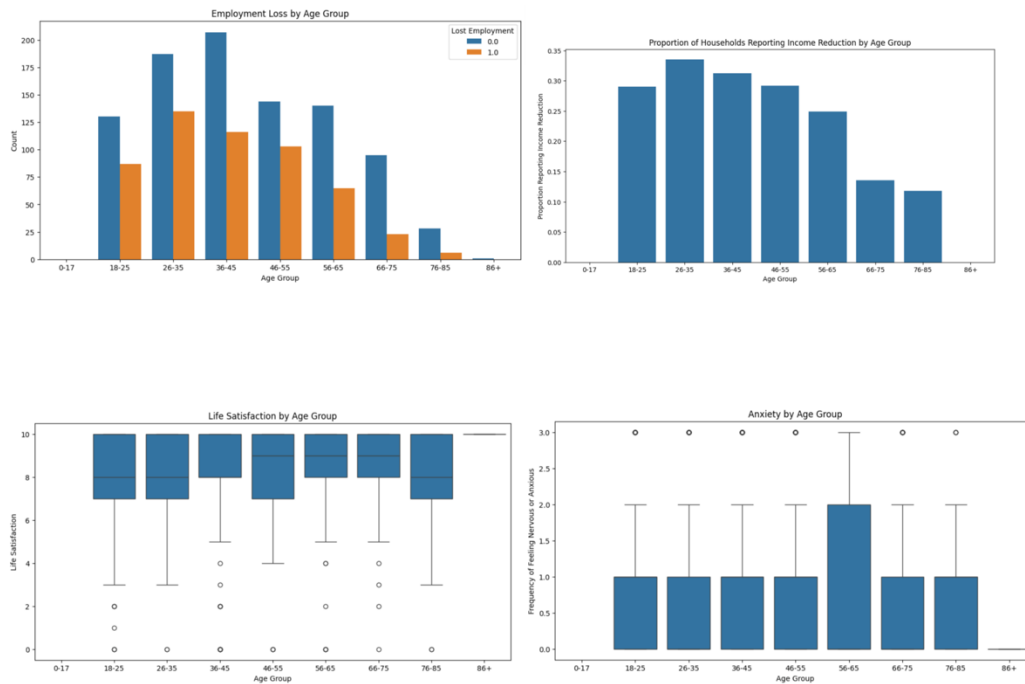 Employment Loss by Age Group
Lost Employment
0.0
1.0
200
175
150
125
100
75
50
25
0
Count
0-17 18-25 26-35 36-45 46-55 56-65 66-75 76-85 86+
Age Group
Proportion of Households Reporting Income Reduction by Age Group
0.35
0.30
0.25
0.20
0.15
0.10
0.05
0.00
Proportion Reporting Income Reduction
0-17 18-25 26-35 36-45 46-55 56-65 66-75 76-85 86+
Age Group
Life Satisfaction by Age Group
10
8
6
4
2
0
Life Satisfaction
0-17 18-25 26-35 36-45 46-55 56-65 66-75 76-85 86+
Age Group
Anxiety by Age Group
3.0
2.5
2.0
1.5
1.0
0.5
0.0
Frequency of Feeling Nervous or Anxious
0-17 18-25 26-35 36-45 46-55 56-65 66-75 76-85 86+
Age Group